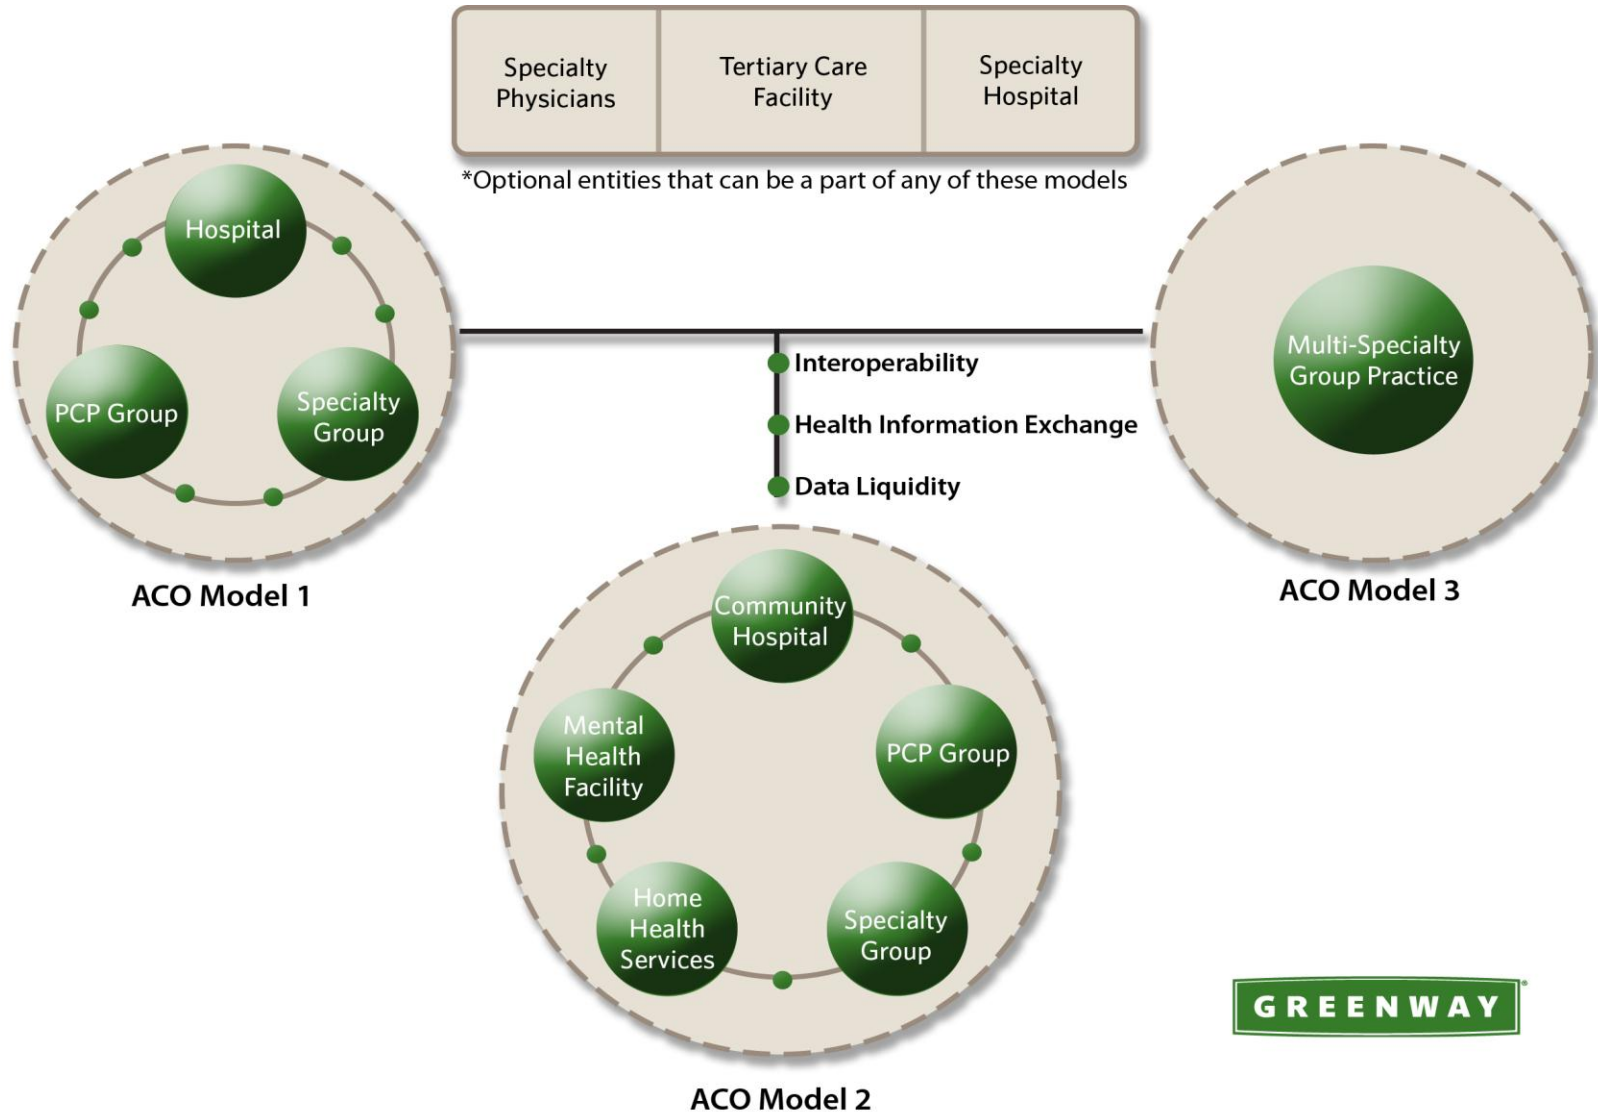 Specialty
Physicians
Tertiary Care
Facility
Specialty
Hospital
*Optional entities that can be a part of any of these models
Hospital
PCP Group
Specialty
Group
ACO Model 1
Interoperability
Health Information Exchange
Data Liquidity
Multi-Specialty
Group Practice
ACO Model 3
Community
Hospital
Mental
Health
Facility
PCP Group
Home
Health
Services
Specialty
Group
ACO Model 2
GREENWAY®